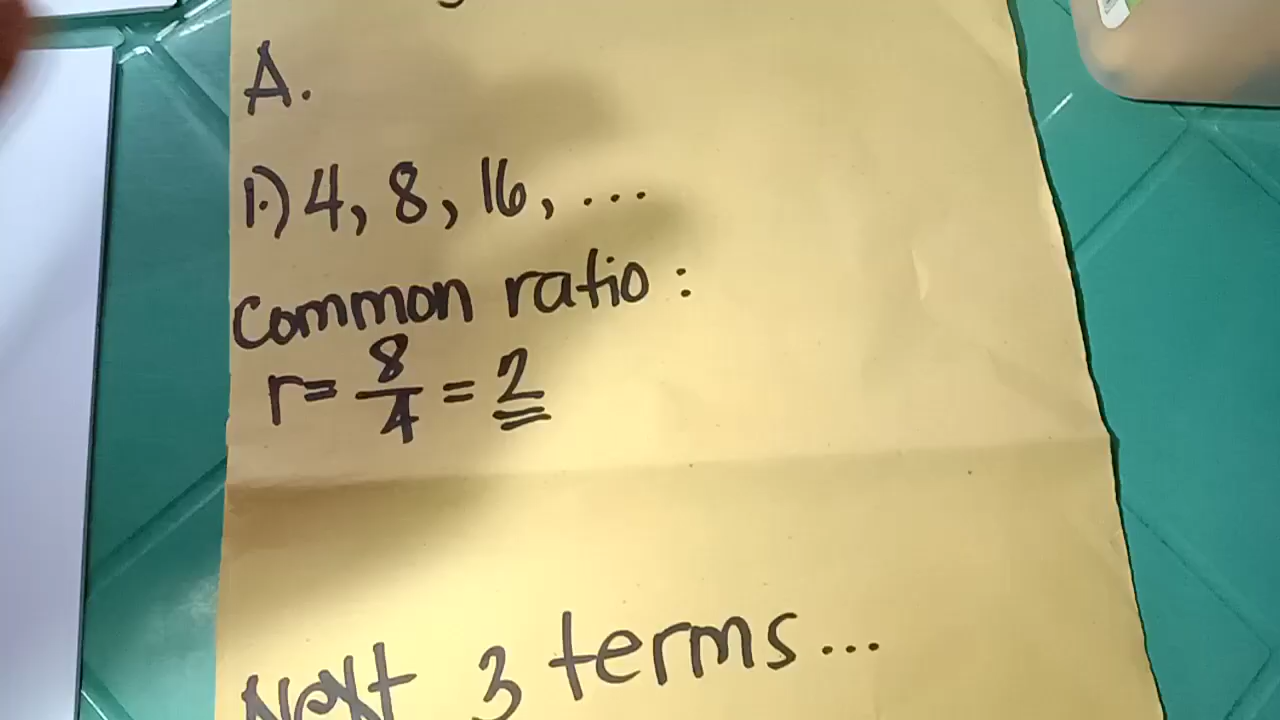 A.
1.) 4, 8, 16, ...
Common ratio:
r = 8/4 = 2
Next 3 terms...